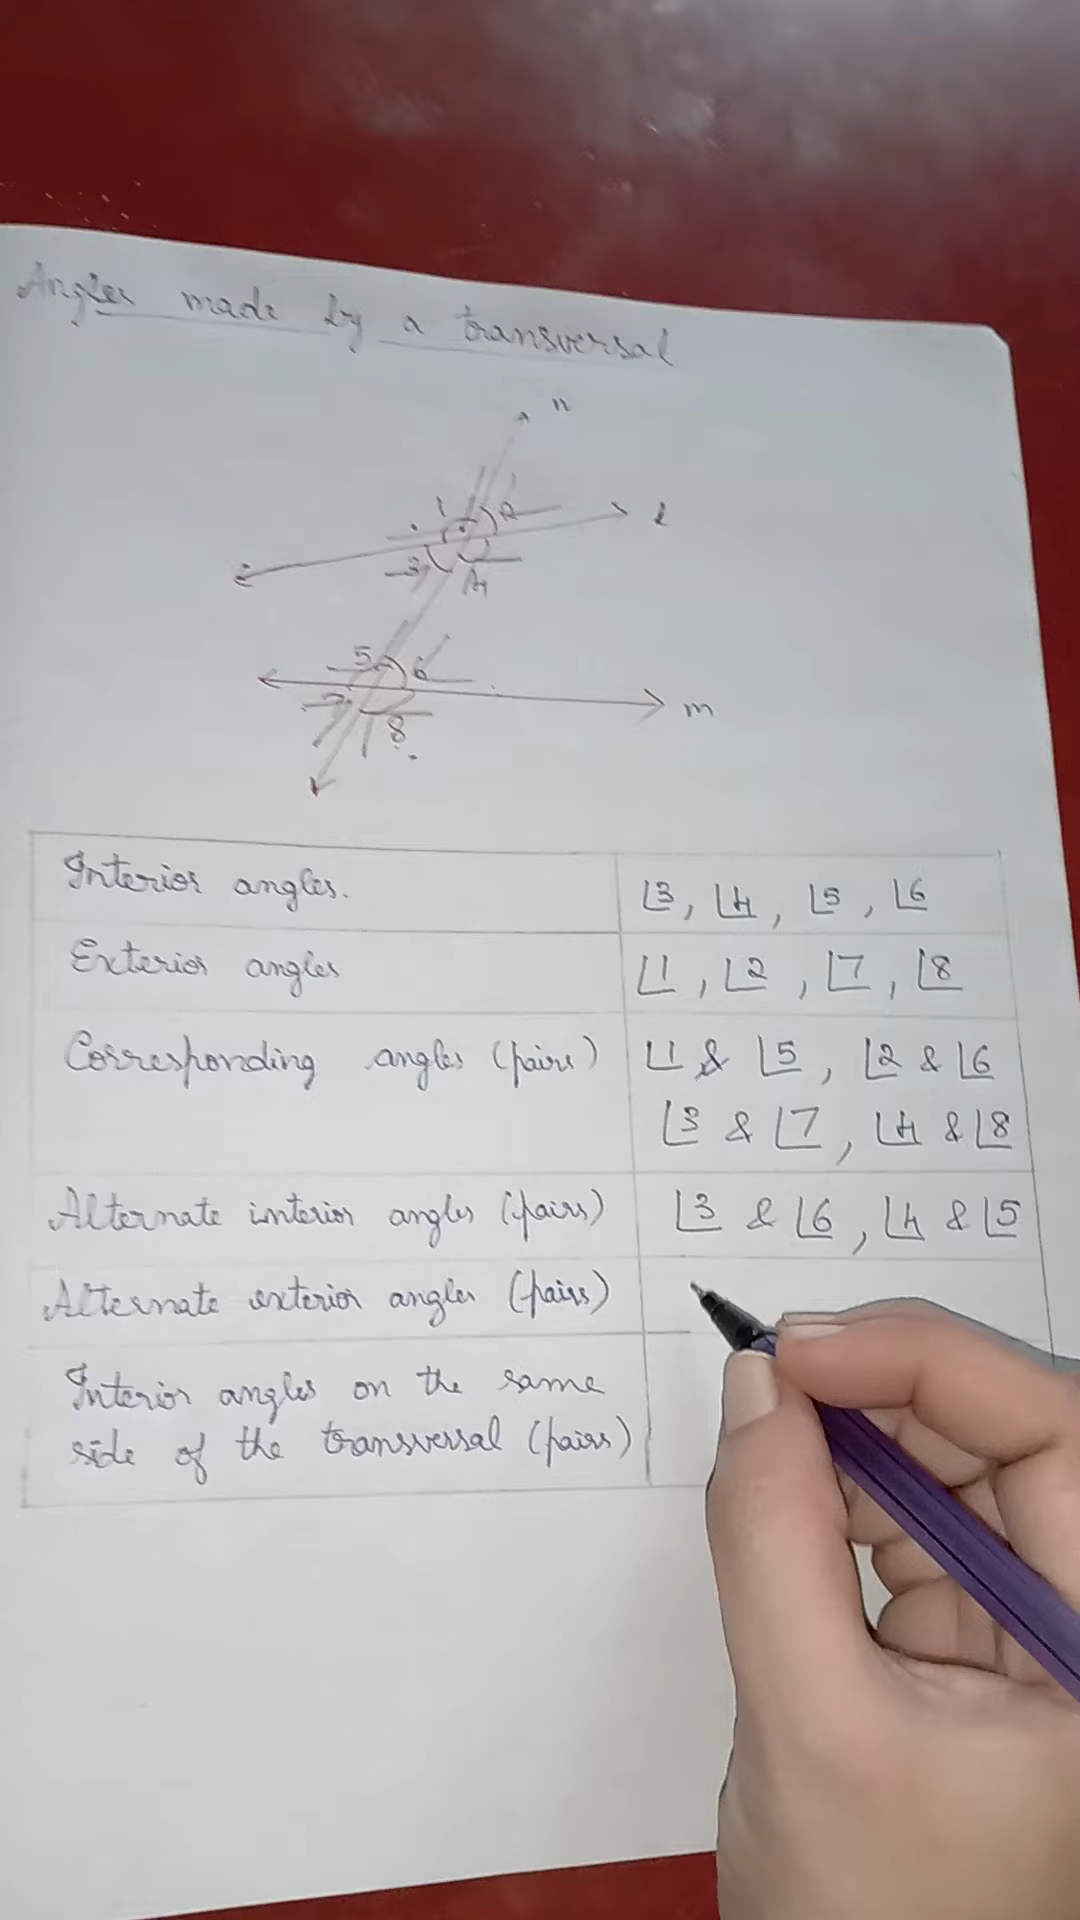 Angles made by a transversal
n
1 2
l
3 4
5 6
m
7
8
Interior angles. ∠3, ∠4, ∠5, ∠6
Exterior angles ∠1, ∠2, ∠7, ∠8
Corresponding angles (pairs) ∠1 & ∠5, ∠2 & ∠6
∠3 & ∠7, ∠4 & ∠8
Alternate interior angles (pairs) ∠3 & ∠6, ∠4 & ∠5
Alternate exterior angles (pairs)
Interior angles on the same
side of the transversal (pairs)